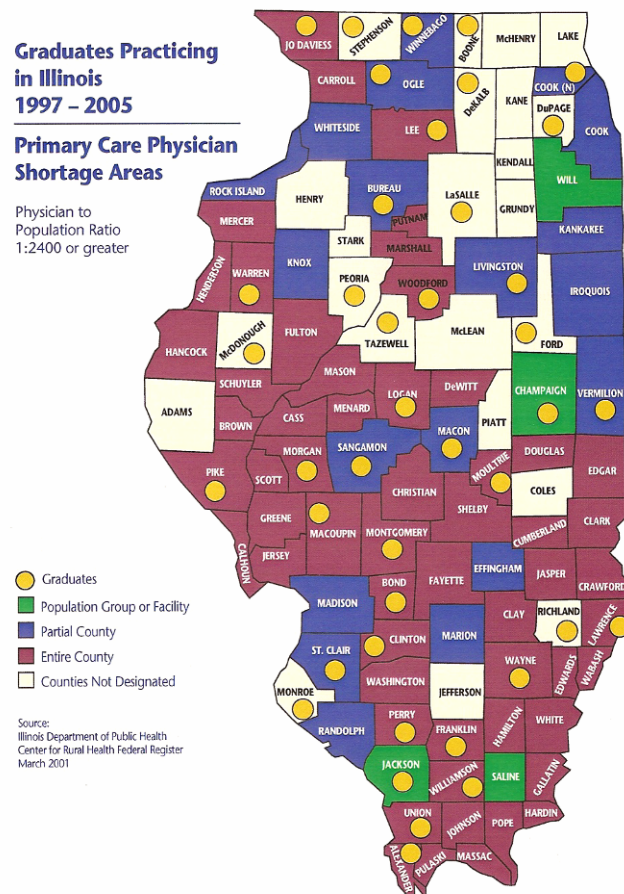 Graduates Practicing
in Illinois
1997 – 2005
Primary Care Physician
Shortage Areas
Physician to
Population Ratio
1:2400 or greater
JO DAVIESS
STEPHENSON
WINNEBAGO
BOONE
McHENRY
LAKE
CARROLL
OGLE
DeKALB
KANE
COOK (N)
DuPAGE
COOK
WHITESIDE
LEE
KENDALL
WILL
ROCK ISLAND
HENRY
BUREAU
LaSALLE
GRUNDY
MERCER
PUTNAM
KANKAKEE
STARK
MARSHALL
HENDERSON
WARREN
KNOX
PEORIA
WOODFORD
LIVINGSTON
IROQUOIS
HANCOCK
McDONOUGH
FULTON
TAZEWELL
McLEAN
FORD
MASON
SCHUYLER
LOGAN
DeWITT
CHAMPAIGN
VERMILION
ADAMS
BROWN
CASS
MENARD
PIATT
MACON
SANGAMON
MORGAN
DOUGLAS
EDGAR
PIKE
SCOTT
MOULTRIE
COLES
CHRISTIAN
SHELBY
GREENE
MACOUPIN
MONTGOMERY
CUMBERLAND
CLARK
CALHOUN
JERSEY
FAYETTE
EFFINGHAM
JASPER
CRAWFORD
BOND
MADISON
CLAY
RICHLAND
LAWRENCE
CLINTON
MARION
ST. CLAIR
WAYNE
EDWARDS
WABASH
MONROE
WASHINGTON
JEFFERSON
RANDOLPH
PERRY
FRANKLIN
HAMILTON
WHITE
JACKSON
WILLIAMSON
SALINE
GALLATIN
UNION
JOHNSON
POPE
HARDIN
ALEXANDER
PULASKI
MASSAC
Graduates
Population Group or Facility
Partial County
Entire County
Counties Not Designated
Source:
Illinois Department of Public Health
Center for Rural Health Federal Register
March 2001